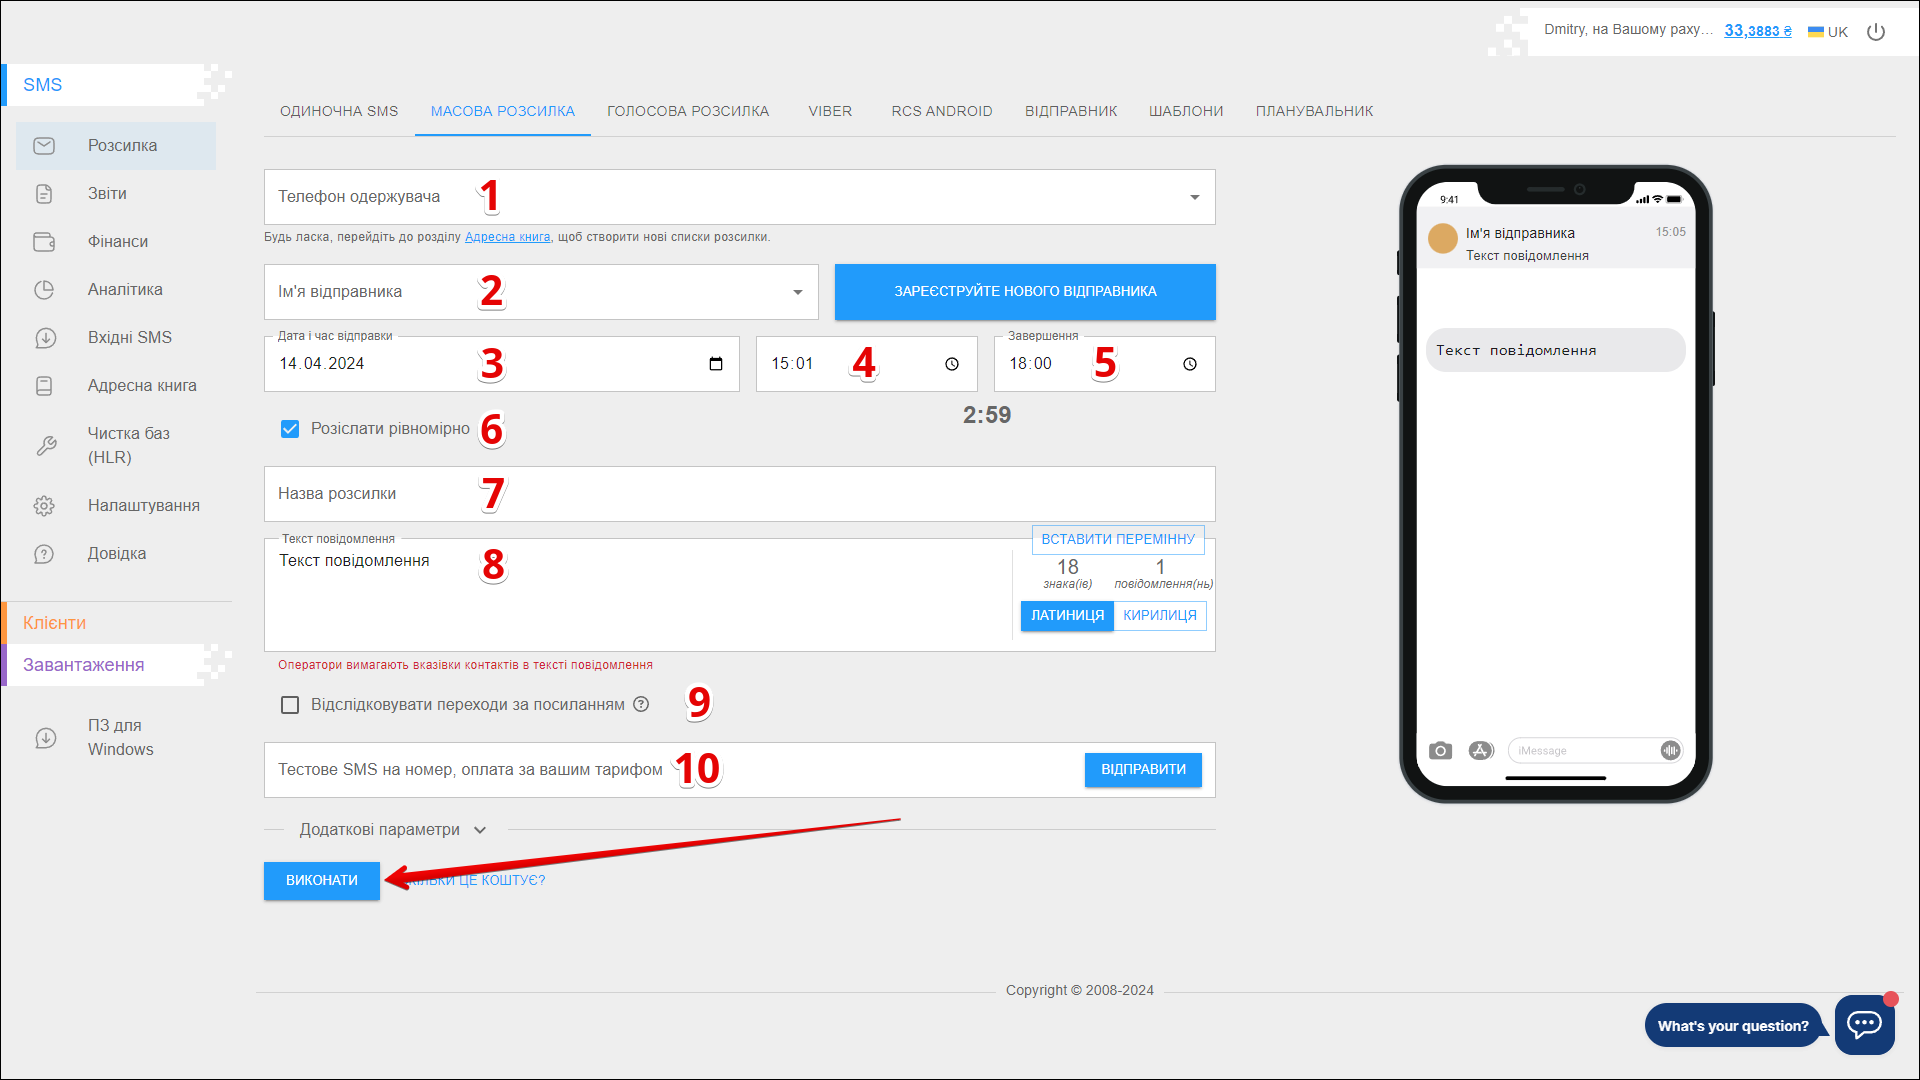 Dmitry, на Вашому раху... 33,3883 ₴ UK
SMS
Розсилка
Звіти
Фінанси
Аналітика
Вхідні SMS
Адресна книга
Чистка баз
(HLR)
Налаштування
Довідка
Клієнти
Завантаження
ПЗ для
Windows
ОДИНОЧНА SMS МАСОВА РОЗСИЛКА ГОЛОСОВА РОЗСИЛКА VIBER RCS ANDROID ВІДПРАВНИК ШАБЛОНИ ПЛАНУВАЛЬНИК
Телефон одержувача 1
Будь ласка, перейдіть до розділу Адресна книга, щоб створити нові списки розсилки.
Ім'я відправника 2 ЗАРЕЄСТРУЙТЕ НОВОГО ВІДПРАВНИКА
Дата і час відправки Завершення
14.04.2024 3 15:01 4 18:00 5
2:59
Розіслати рівномірно 6
Назва розсилки 7
Текст повідомлення
Текст повідомлення 8
ВСТАВИТИ ПЕРЕМІННУ
18 1
знака(ів) повідомлення(нь)
ЛАТИНИЦЯ КИРИЛИЦЯ
Оператори вимагають вказівки контактів в тексті повідомлення
Відслідковувати переходи за посиланням ? 9
Тестове SMS на номер, оплата за вашим тарифом 10 ВІДПРАВИТИ
Додаткові параметри
ВИКОНАТИ КІЛЬКИ ЦЕ КОШТУЄ?
9:41
Ім'я відправника 15:05
Текст повідомлення
Текст повідомлення
iMessage
Copyright © 2008-2024
What's your question?